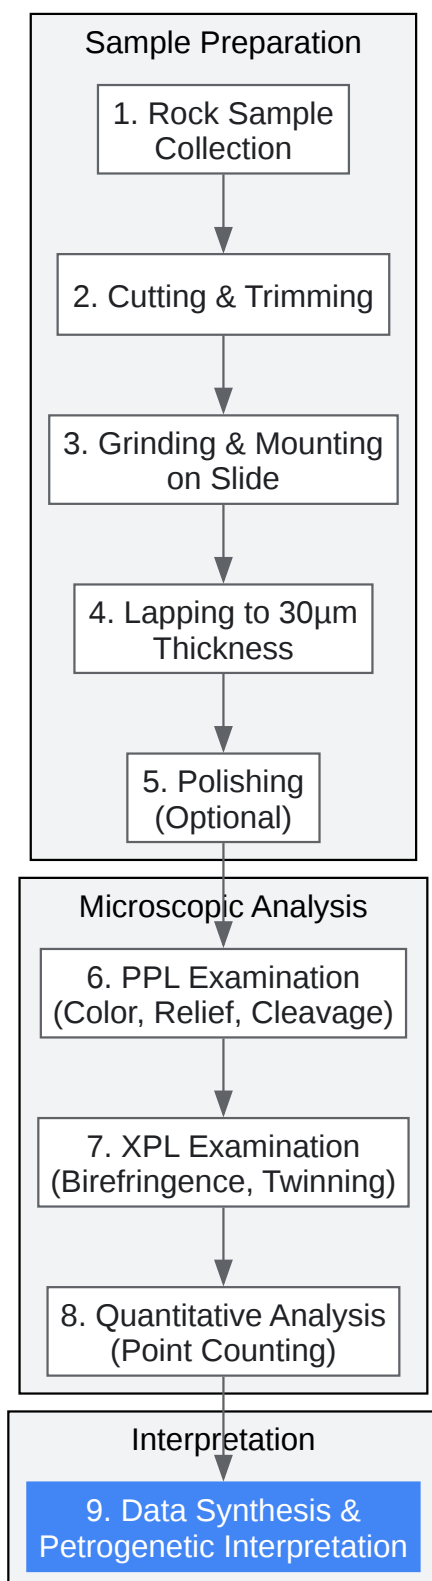 Sample Preparation
1. Rock Sample
Collection
2. Cutting & Trimming
3. Grinding & Mounting
on Slide
4. Lapping to 30µm
Thickness
5. Polishing
(Optional)
Microscopic Analysis
6. PPL Examination
(Color, Relief, Cleavage)
7. XPL Examination
(Birefringence, Twinning)
8. Quantitative Analysis
(Point Counting)
Interpretation
9. Data Synthesis &
Petrogenetic Interpretation